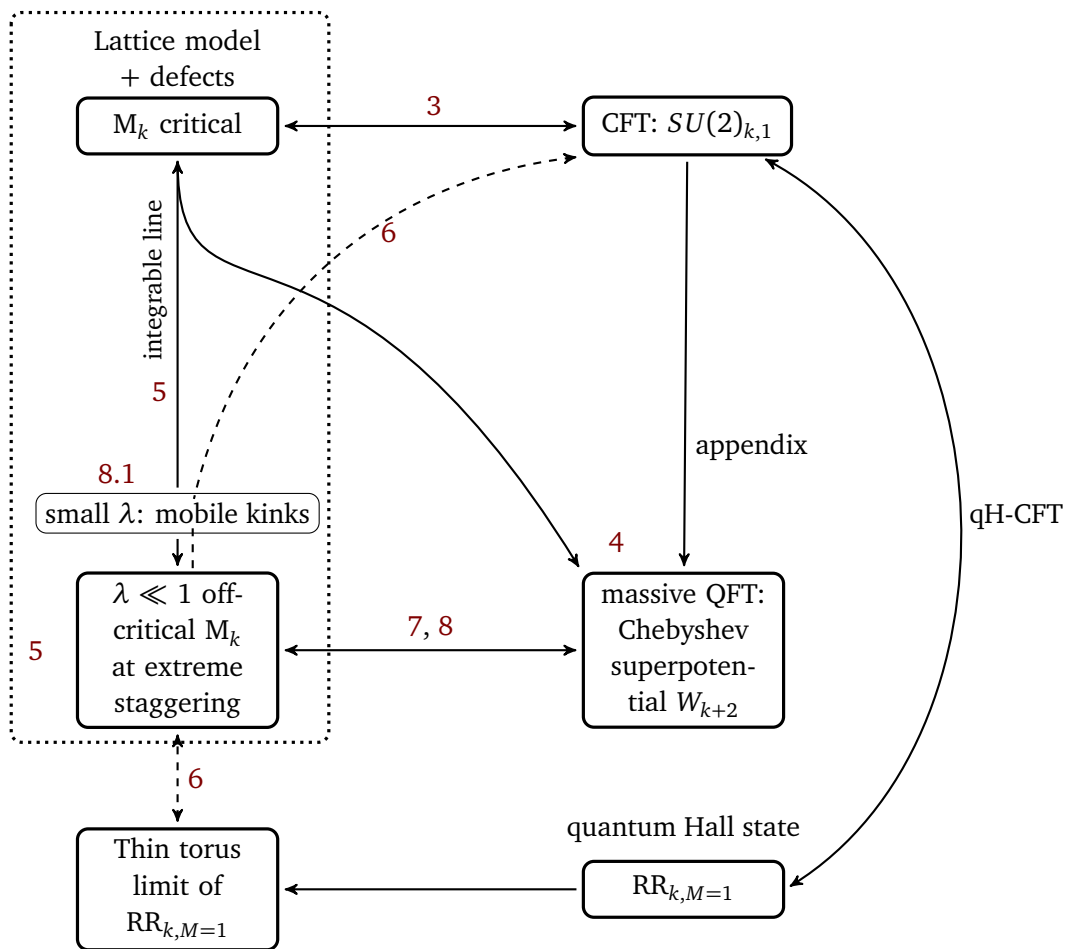 Lattice model
+ defects
M_k critical
3
CFT: SU(2)_{k,1}
6
integrable line
5
appendix
8.1
small λ: mobile kinks
qH-CFT
4
λ ≪ 1 off-
critical M_k
at extreme
staggering
5
7, 8
massive QFT:
Chebyshev
superpoten-
tial W_{k+2}
6
quantum Hall state
Thin torus
limit of
RR_{k,M=1}
RR_{k,M=1}